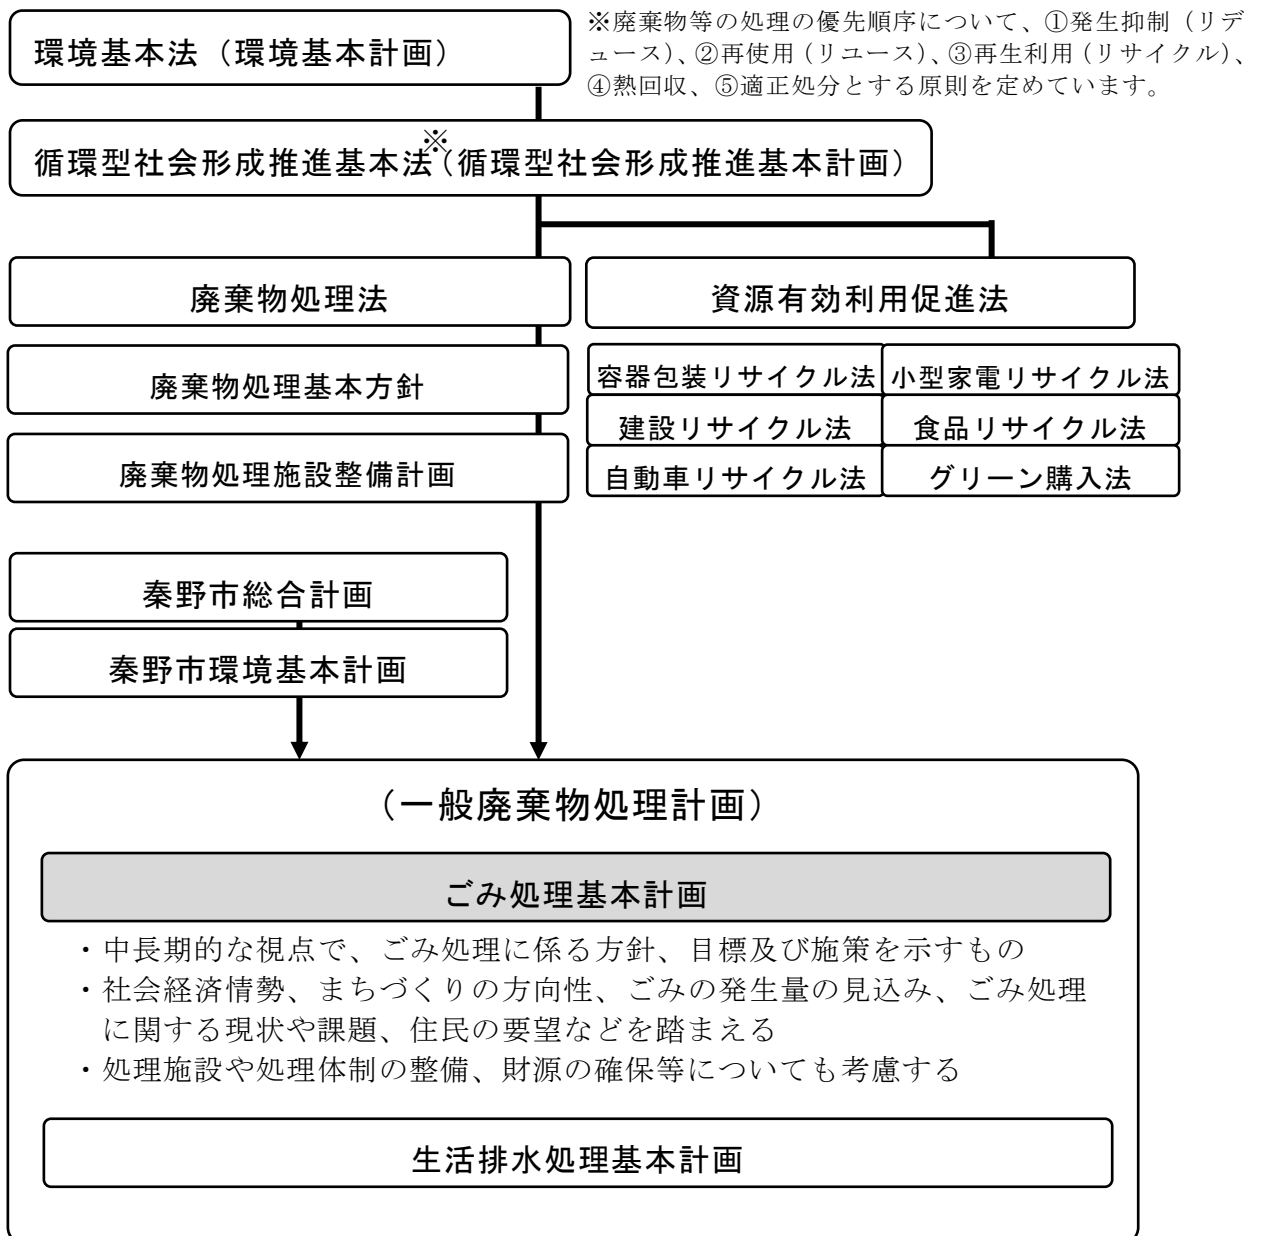 環境基本法（環境基本計画）
※廃棄物等の処理の優先順序について、①発生抑制（リデ
ュース）、②再使用（リユース）、③再生利用（リサイクル）、
④熱回収、⑤適正処分とする原則を定めています。
循環型社会形成推進基本法※（循環型社会形成推進基本計画）
廃棄物処理法
資源有効利用促進法
廃棄物処理基本方針
容器包装リサイクル法
小型家電リサイクル法
建設リサイクル法
食品リサイクル法
廃棄物処理施設整備計画
自動車リサイクル法
グリーン購入法
秦野市総合計画
秦野市環境基本計画
（一般廃棄物処理計画）
ごみ処理基本計画
・中長期的な視点で、ごみ処理に係る方針、目標及び施策を示すもの
・社会経済情勢、まちづくりの方向性、ごみの発生量の見込み、ごみ処理
に関する現状や課題、住民の要望などを踏まえる
・処理施設や処理体制の整備、財源の確保等についても考慮する
生活排水処理基本計画